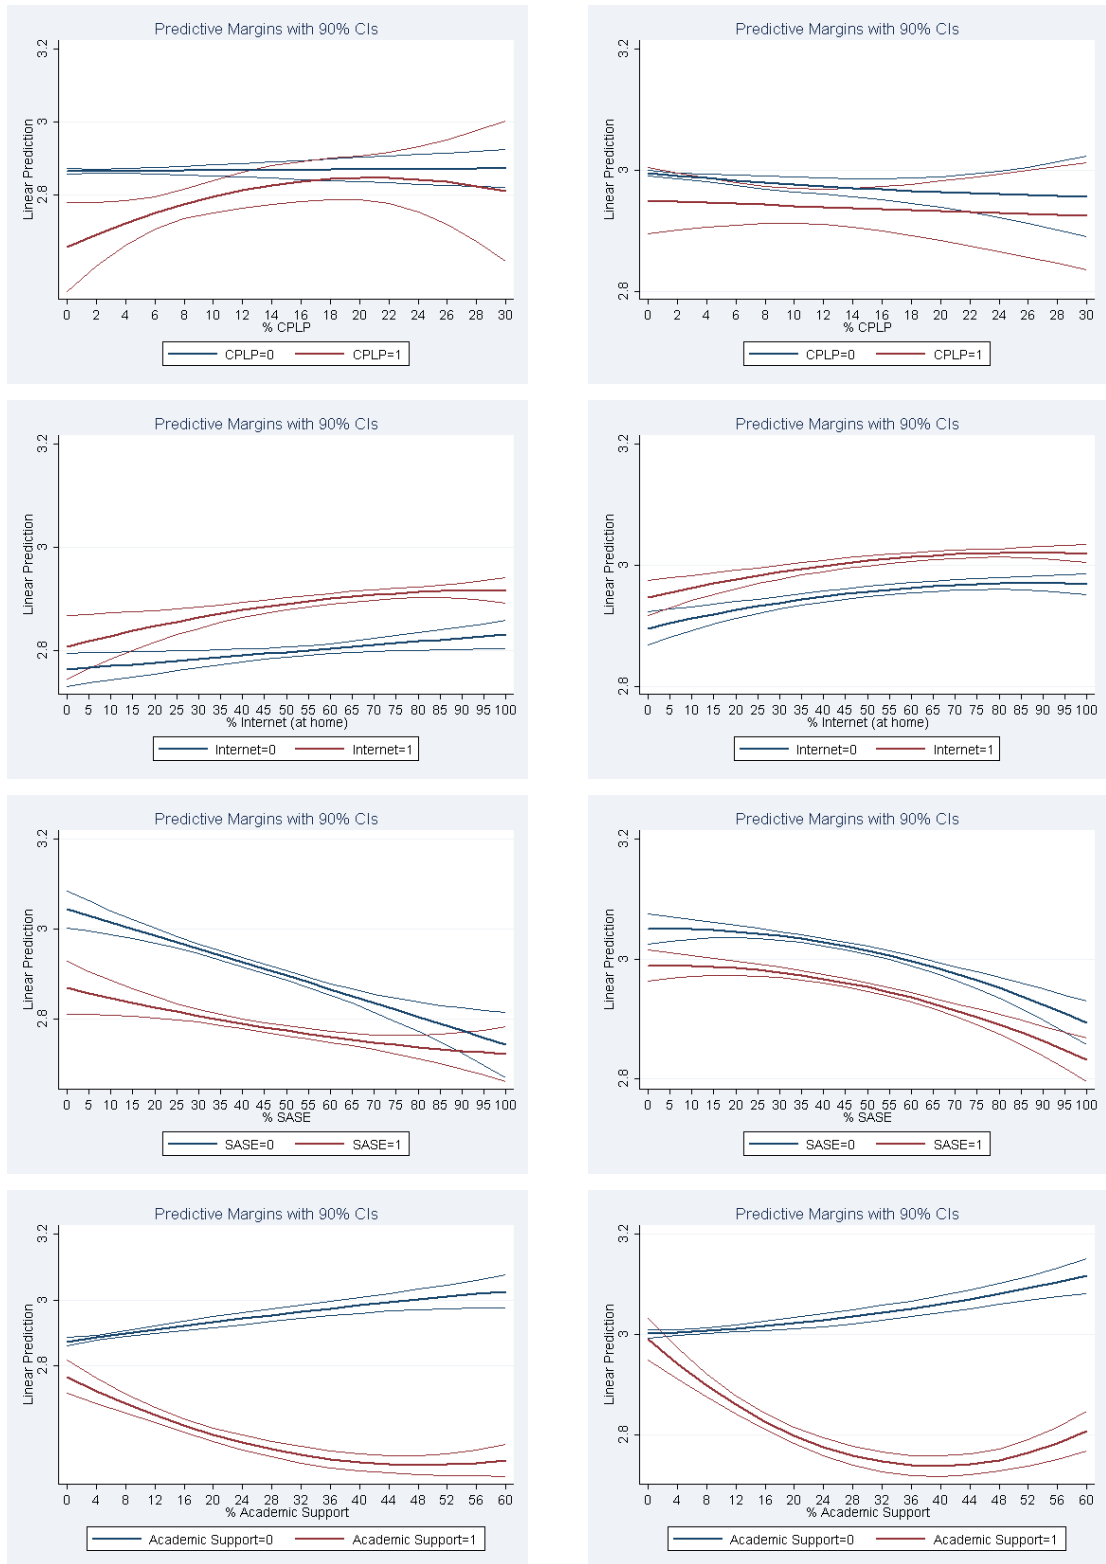 Predictive Margins with 90% CIs
3.2
3
2.8
Linear Prediction
0 2 4 6 8 10 12 14 16 18 20 22 24 26 28 30
% CPLP
CPLP=0 CPLP=1
Predictive Margins with 90% CIs
3.2
3
2.8
Linear Prediction
0 2 4 6 8 10 12 14 16 18 20 22 24 26 28 30
% CPLP
CPLP=0 CPLP=1
Predictive Margins with 90% CIs
3.2
3
2.8
Linear Prediction
0 5 10 15 20 25 30 35 40 45 50 55 60 65 70 75 80 85 90 95 100
% Internet (at home)
Internet=0 Internet=1
Predictive Margins with 90% CIs
3.2
3
2.8
Linear Prediction
0 5 10 15 20 25 30 35 40 45 50 55 60 65 70 75 80 85 90 95 100
% Internet (at home)
Internet=0 Internet=1
Predictive Margins with 90% CIs
3.2
3
2.8
Linear Prediction
0 5 10 15 20 25 30 35 40 45 50 55 60 65 70 75 80 85 90 95 100
% SASE
SASE=0 SASE=1
Predictive Margins with 90% CIs
3.2
3
2.8
Linear Prediction
0 5 10 15 20 25 30 35 40 45 50 55 60 65 70 75 80 85 90 95 100
% SASE
SASE=0 SASE=1
Predictive Margins with 90% CIs
3.2
3
2.8
Linear Prediction
0 4 8 12 16 20 24 28 32 36 40 44 48 52 56 60
% Academic Support
Academic Support=0 Academic Support=1
Predictive Margins with 90% CIs
3.2
3
2.8
Linear Prediction
0 4 8 12 16 20 24 28 32 36 40 44 48 52 56 60
% Academic Support
Academic Support=0 Academic Support=1